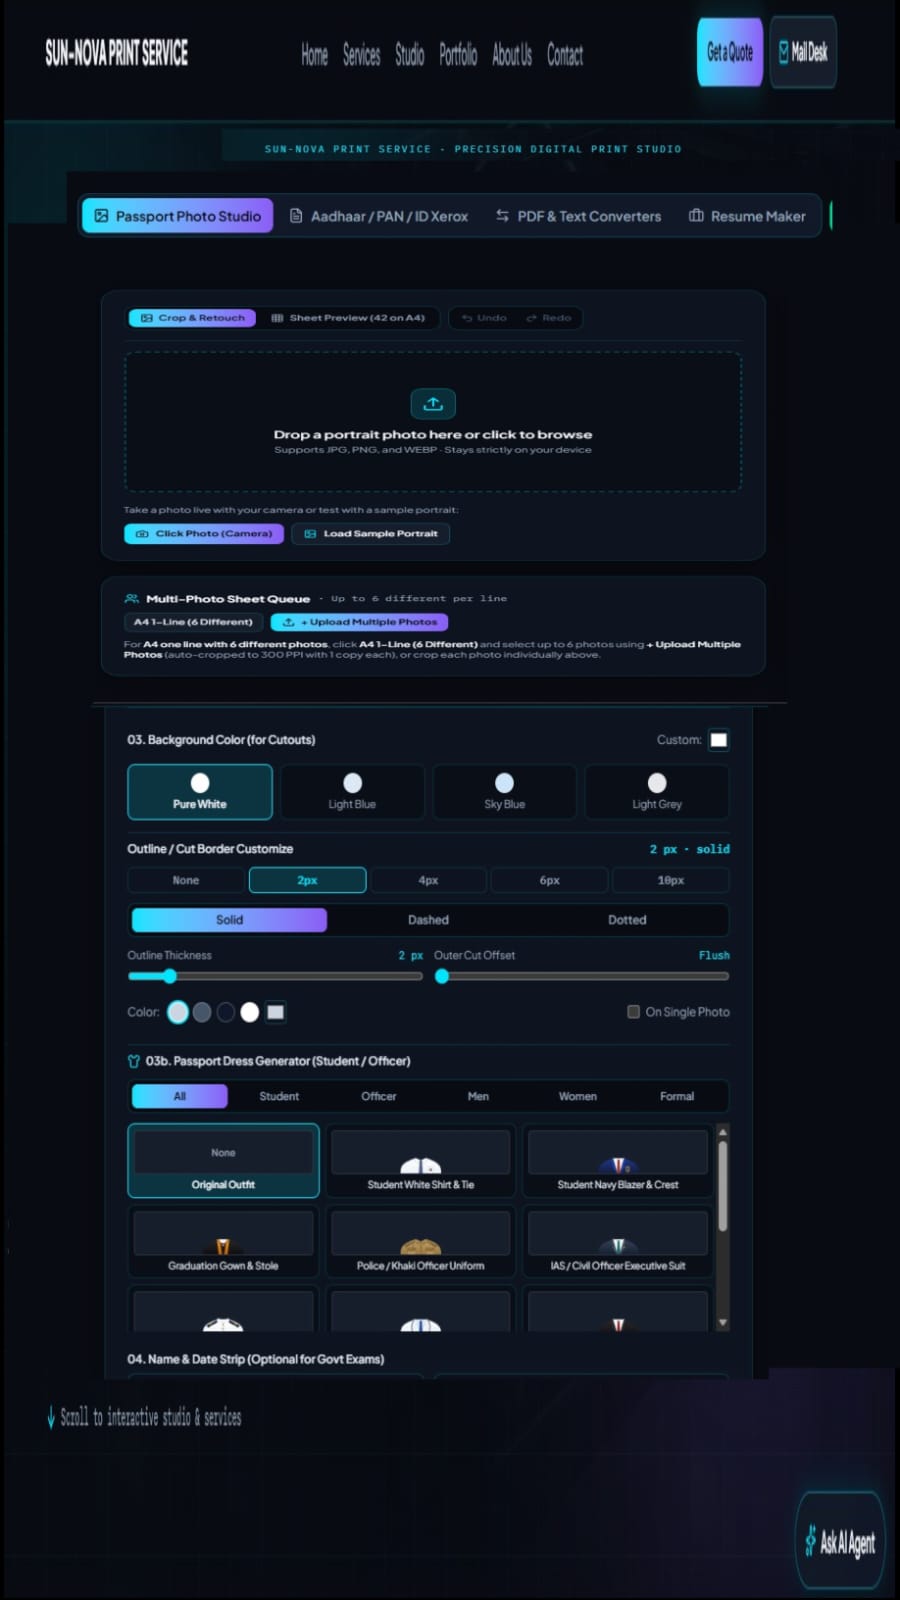 SUN-NOVA PRINT SERVICE
Home Services Studio Portfolio About Us Contact
Get a Quote
Mail Desk
SUN-NOVA PRINT SERVICE - PRECISION DIGITAL PRINT STUDIO
Passport Photo Studio
Aadhaar / PAN / ID Xerox
PDF & Text Converters
Resume Maker
Crop & Retouch
Sheet Preview (42 on A4)
Undo
Redo
Drop a portrait photo here or click to browse
Supports JPG, PNG, and WEBP · Stays strictly on your device
Take a photo live with your camera or test with a sample portrait:
Click Photo (Camera)
Load Sample Portrait
Multi-Photo Sheet Queue · Up to 6 different per line
A4 1-Line (6 Different)
+ Upload Multiple Photos
For A4 one line with 6 different photos, click A4 1-Line (6 Different) and select up to 6 photos using + Upload Multiple
Photos (auto-cropped to 300 PPI with 1 copy each), or crop each photo individually above.
03. Background Color (for Cutouts)
Custom:
Pure White
Light Blue
Sky Blue
Light Grey
Outline / Cut Border Customize
2 px · solid
None
2px
4px
6px
10px
Solid
Dashed
Dotted
Outline Thickness
2 px
Outer Cut Offset
Flush
Color:
On Single Photo
03b. Passport Dress Generator (Student / Officer)
All
Student
Officer
Men
Women
Formal
None
Original Outfit
Student White Shirt & Tie
Student Navy Blazer & Crest
Graduation Gown & Stole
Police / Khaki Officer Uniform
IAS / Civil Officer Executive Suit
04. Name & Date Strip (Optional for Govt Exams)
Scroll to interactive studio & services
Ask AI Agent